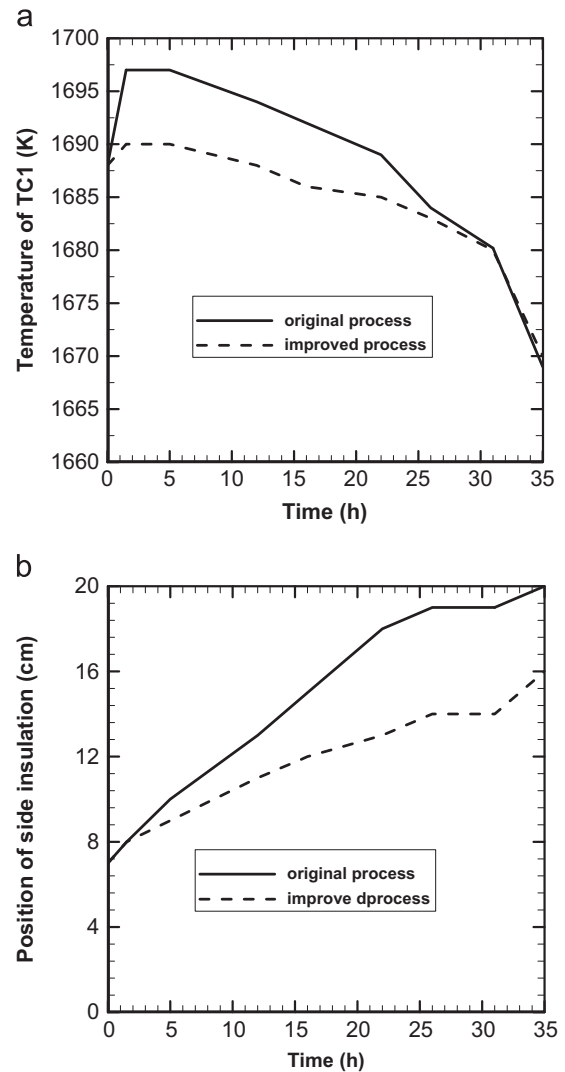 a
Temperature of TC1 (K)
1700
1695
1690
1685
1680
1675
1670
1665
1660
original process
improved process
0 5 10 15 20 25 30 35
Time (h)
b
Position of side insulation (cm)
20
16
12
8
4
0
original process
improve dprocess
0 5 10 15 20 25 30 35
Time (h)